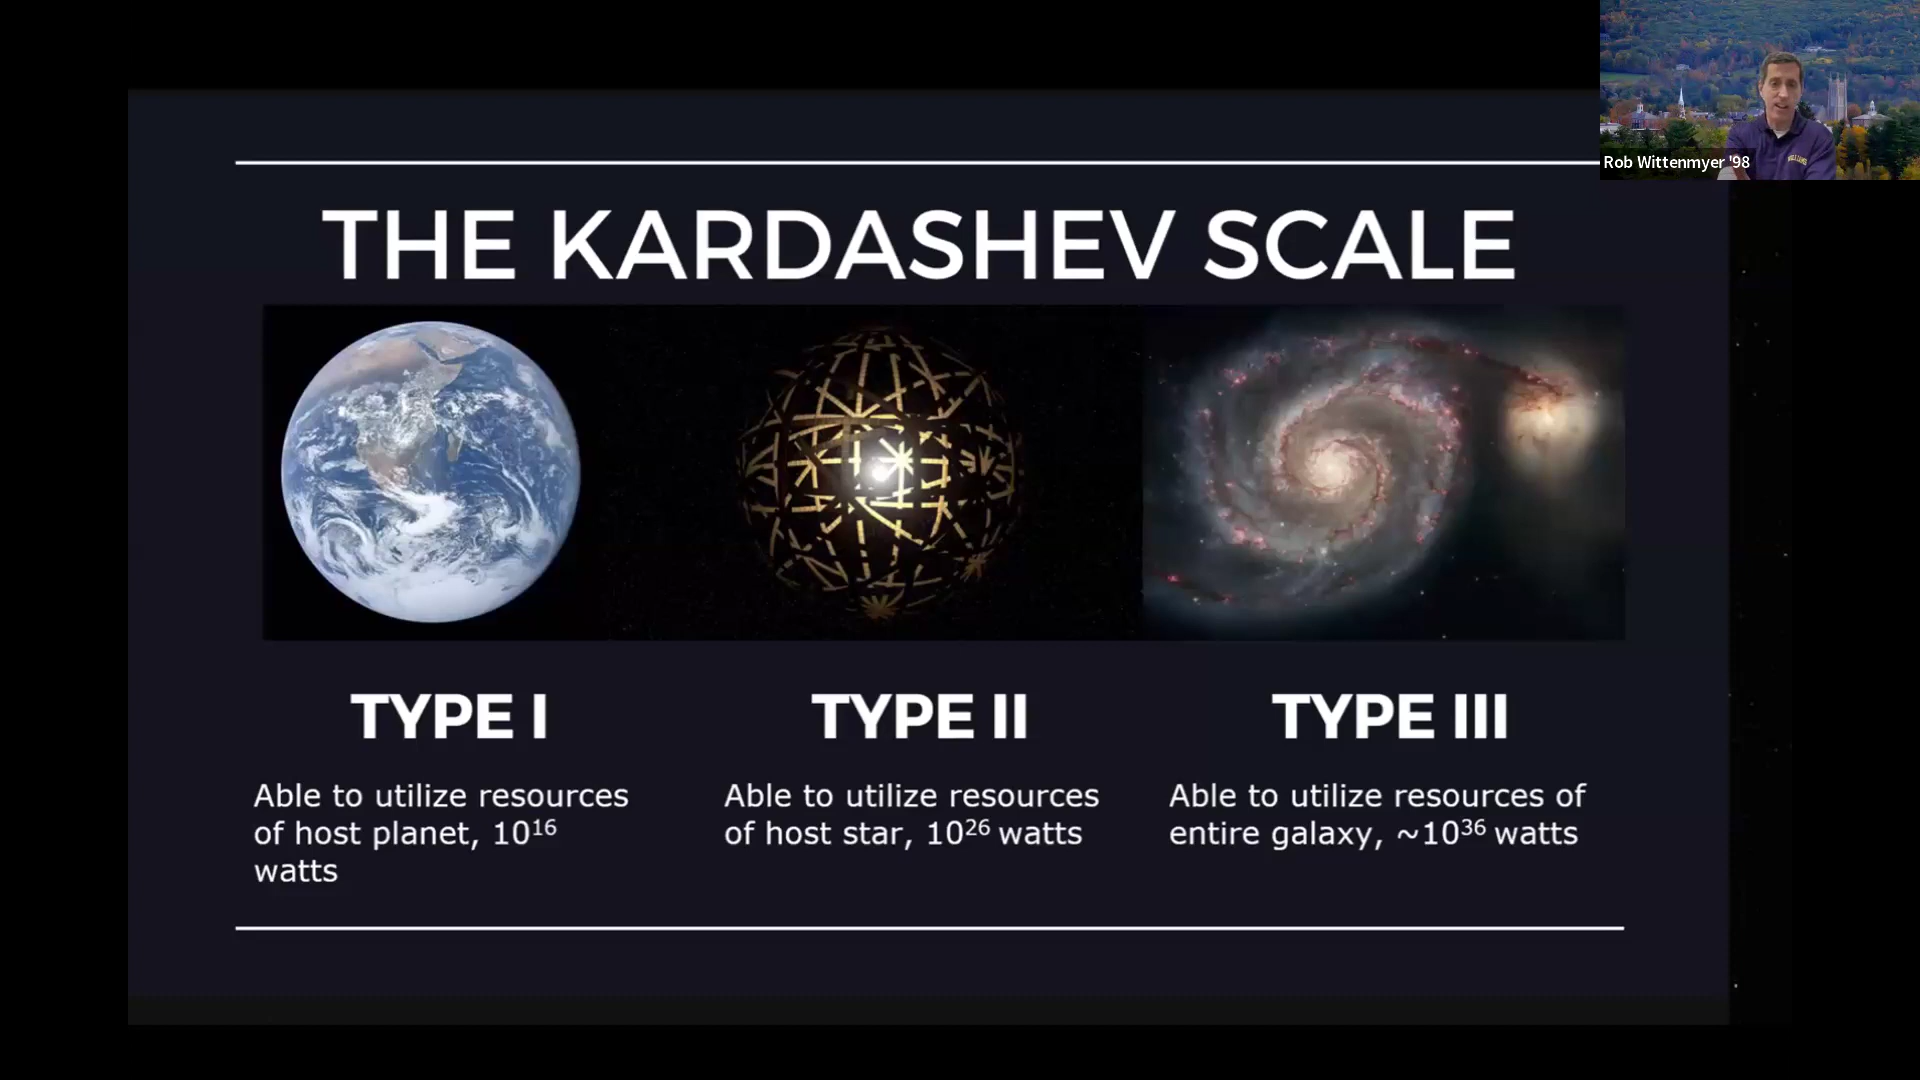 Rob Wittenmyer '98
WILLIAMS
THE KARDASHEV SCALE
TYPE I
TYPE II
TYPE III
Able to utilize resources
of host planet, 10¹⁶
watts
Able to utilize resources
of host star, 10²⁶ watts
Able to utilize resources of
entire galaxy, ~10³⁶ watts